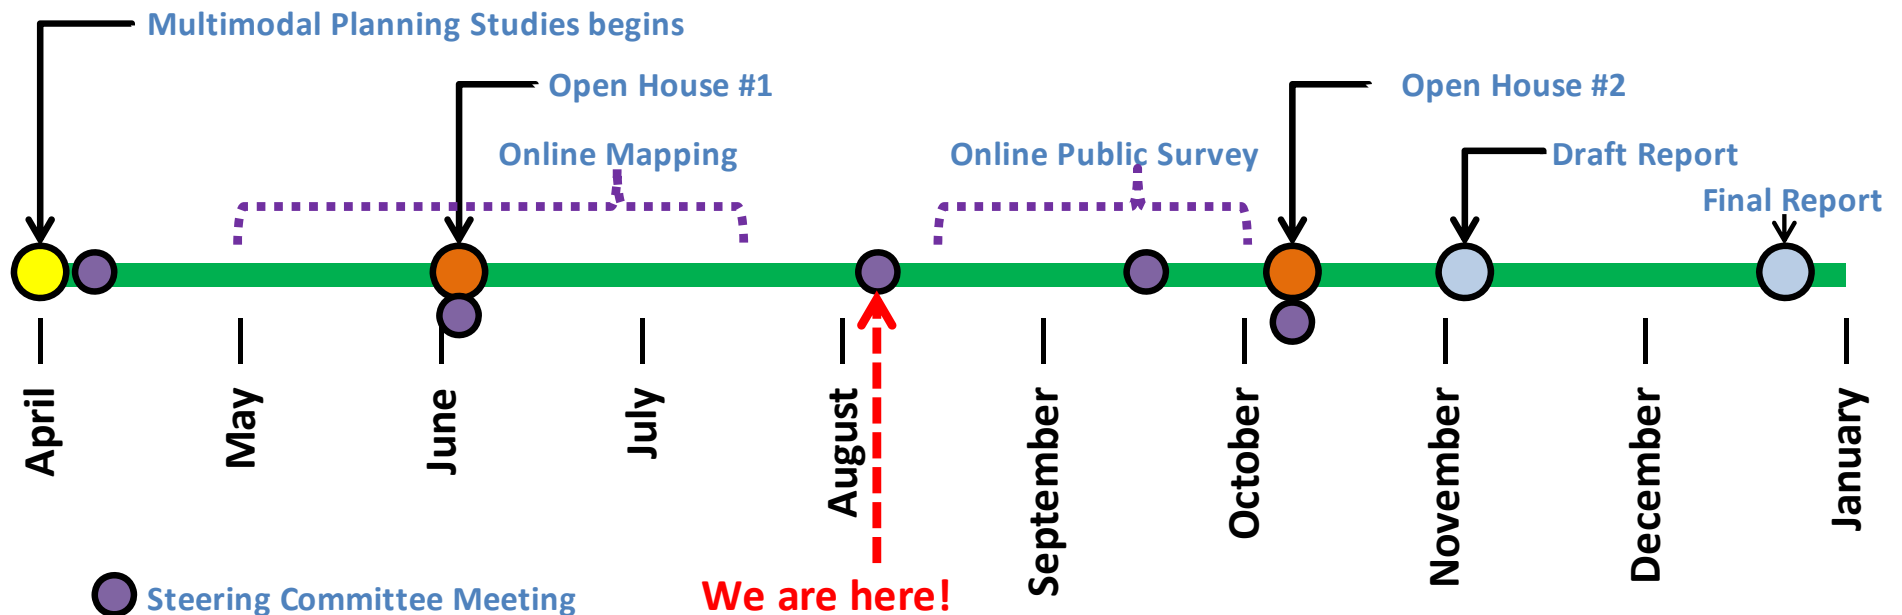 Multimodal Planning Studies begins
Open House #1
Open House #2
Online Mapping
Online Public Survey
Draft Report
Final Report
April
May
June
July
August
September
October
November
December
January
Steering Committee Meeting
We are here!